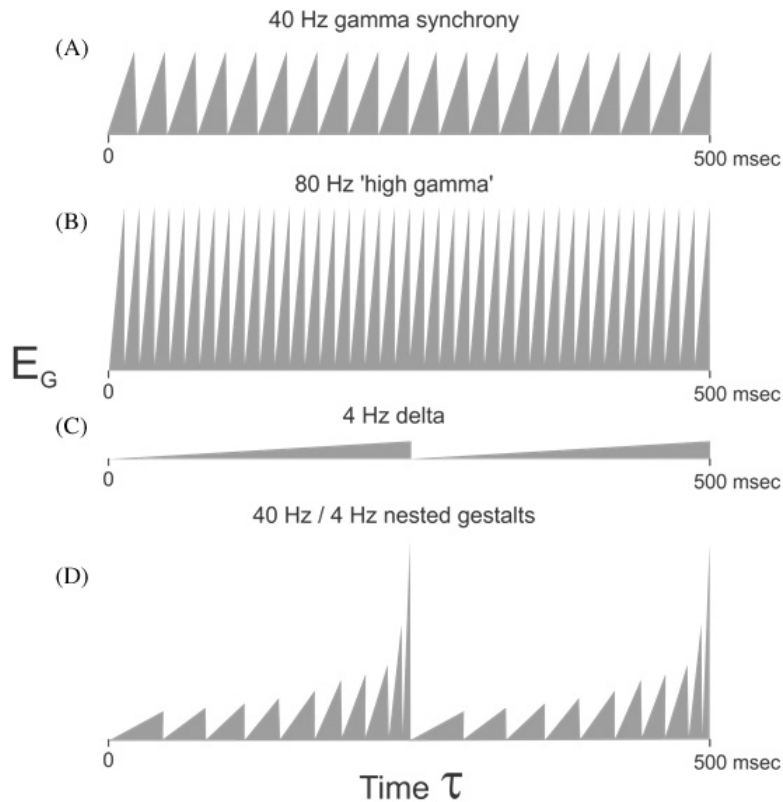 40 Hz gamma synchrony
(A)
0
500 msec
80 Hz 'high gamma'
(B)
E_G
0
500 msec
4 Hz delta
(C)
0
500 msec
40 Hz / 4 Hz nested gestalts
(D)
0
500 msec
Time τ